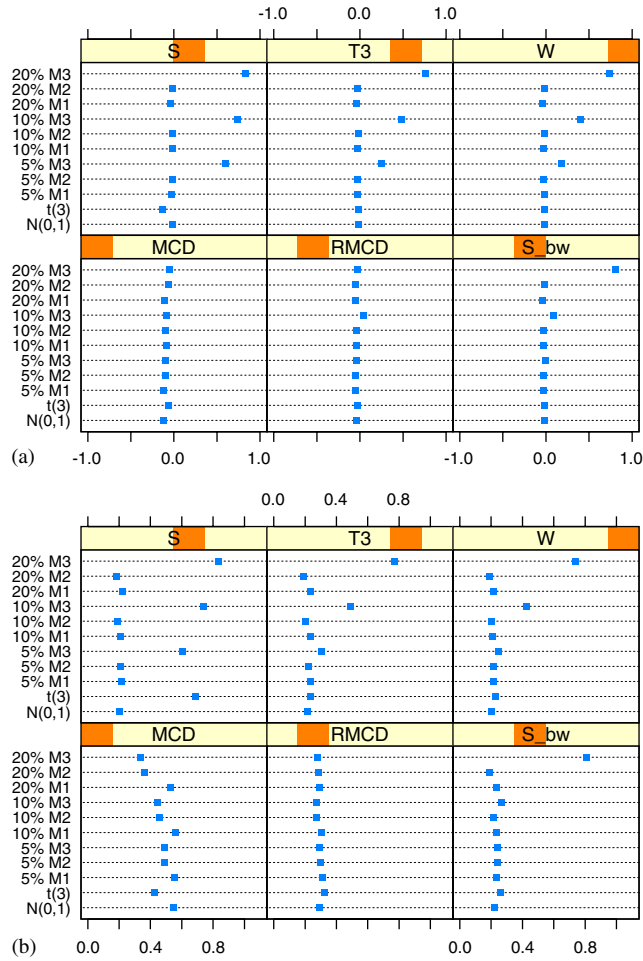 -1.0 0.0 1.0
S T3 W
20% M3
20% M2
20% M1
10% M3
10% M2
10% M1
5% M3
5% M2
5% M1
t(3)
N(0,1)
MCD RMCD S_bw
20% M3
20% M2
20% M1
10% M3
10% M2
10% M1
5% M3
5% M2
5% M1
t(3)
N(0,1)
(a) -1.0 0.0 1.0 -1.0 0.0 1.0
0.0 0.4 0.8
S T3 W
20% M3
20% M2
20% M1
10% M3
10% M2
10% M1
5% M3
5% M2
5% M1
t(3)
N(0,1)
MCD RMCD S_bw
20% M3
20% M2
20% M1
10% M3
10% M2
10% M1
5% M3
5% M2
5% M1
t(3)
N(0,1)
(b) 0.0 0.4 0.8 0.0 0.4 0.8